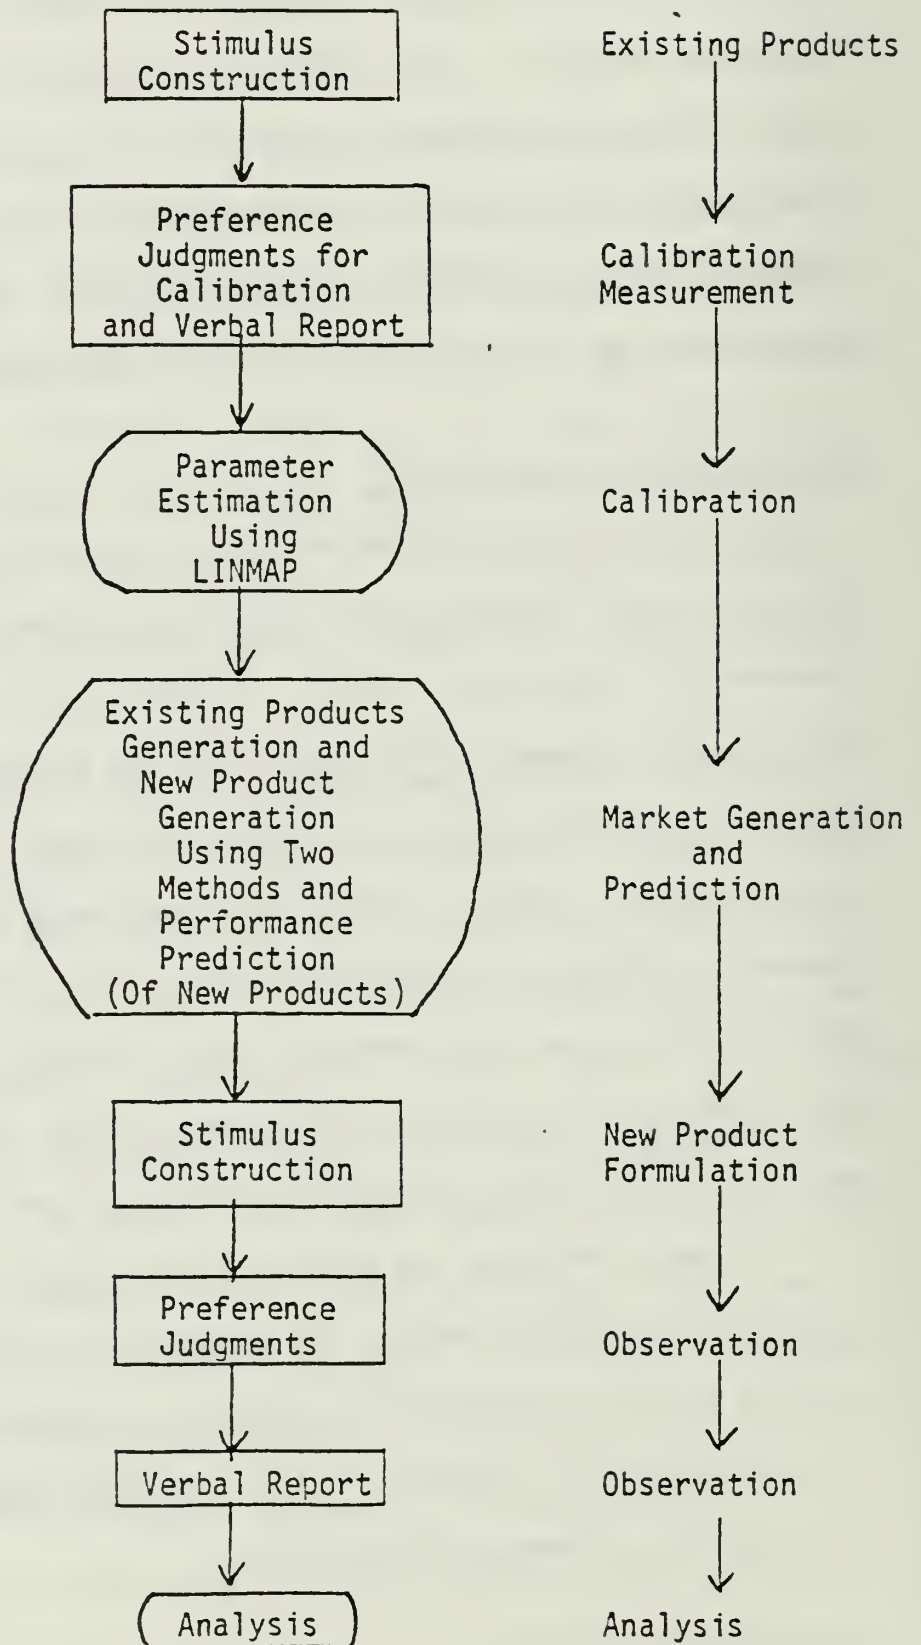 Stimulus
Construction
Existing Products
Preference
Judgments for
Calibration
and Verbal Report
Calibration
Measurement
Parameter
Estimation
Using
LINMAP
Calibration
Existing Products
Generation and
New Product
Generation
Using Two
Methods and
Performance
Prediction
(Of New Products)
Market Generation
and
Prediction
Stimulus
Construction
New Product
Formulation
Preference
Judgments
Observation
Verbal Report
Observation
Analysis
Analysis